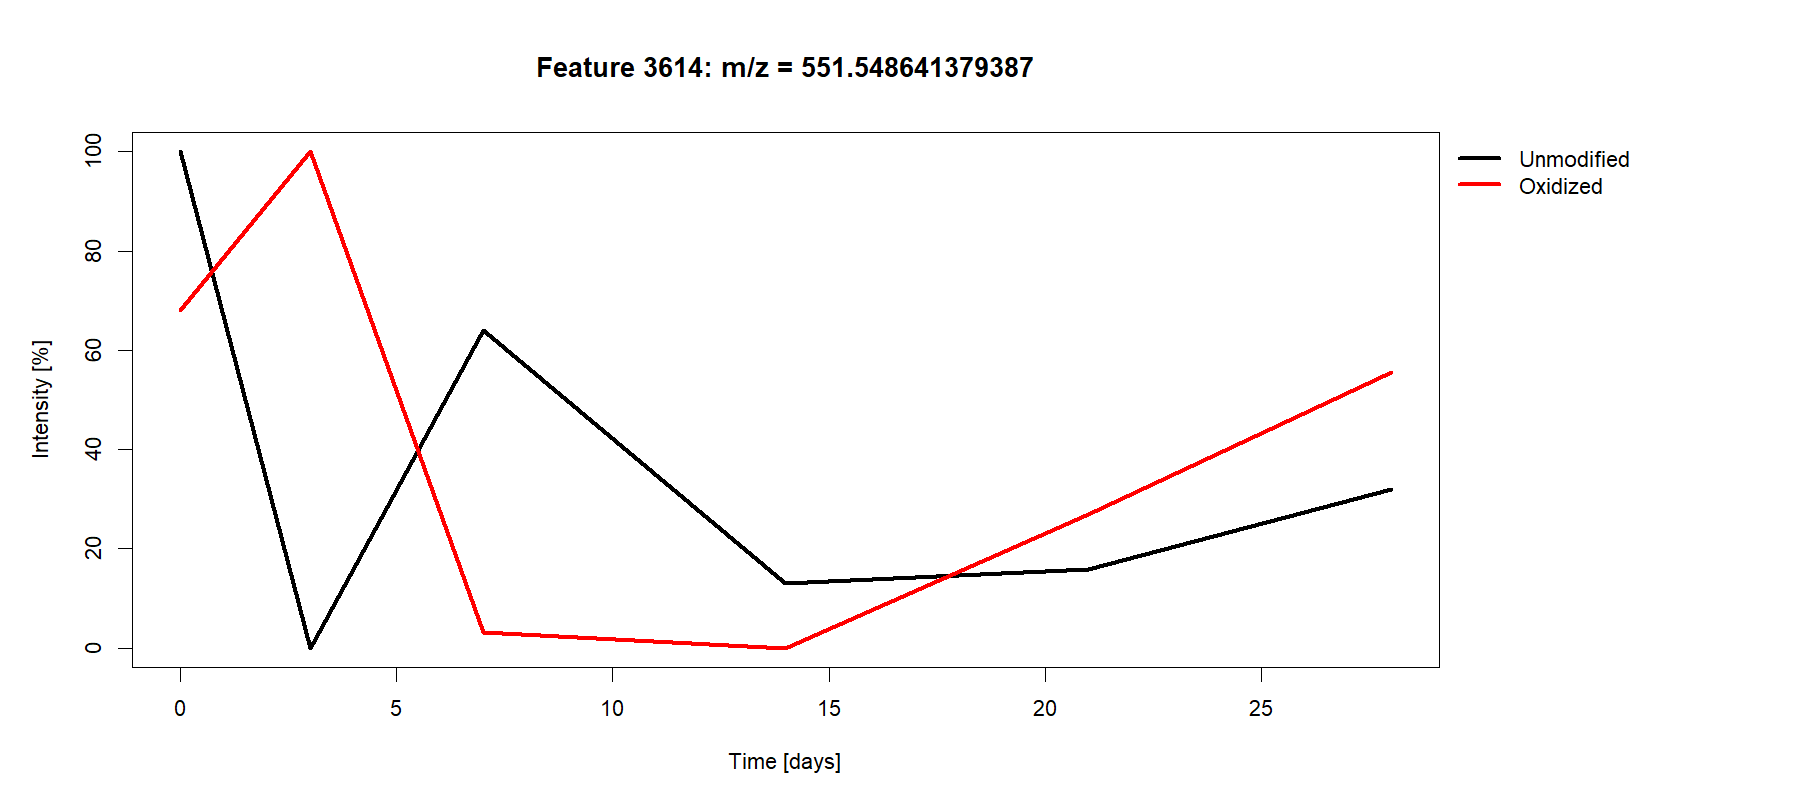 Feature 3614: m/z = 551.548641379387
Unmodified
Oxidized
Intensity [%]
100
80
60
40
20
0
0 5 10 15 20 25
Time [days]